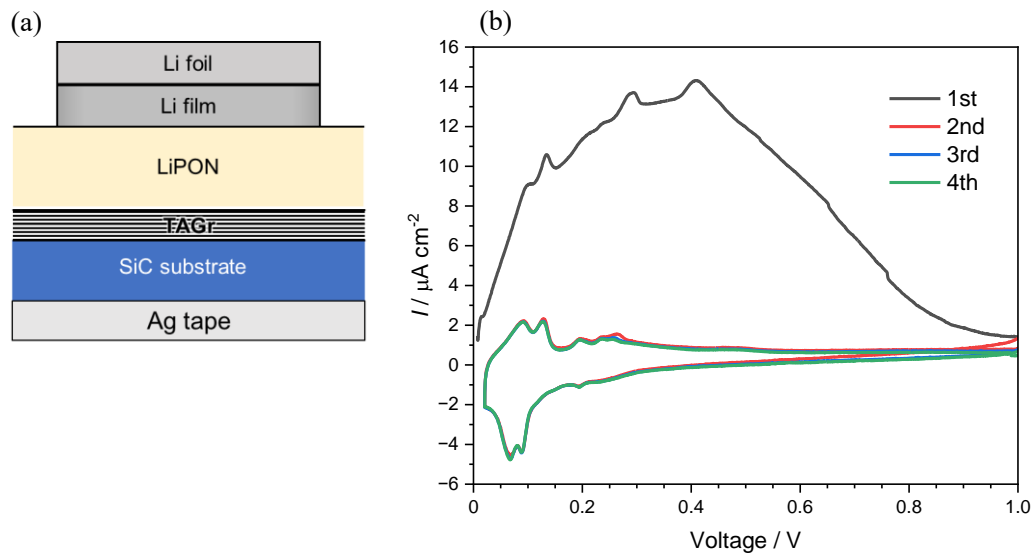 (a)
Li foil
Li film
LiPON
TAGr
SiC substrate
Ag tape
(b)
I / μA cm⁻²
16
14
12
10
8
6
4
2
0
−2
−4
−6
1st
2nd
3rd
4th
0 0.2 0.4 0.6 0.8 1.0
Voltage / V